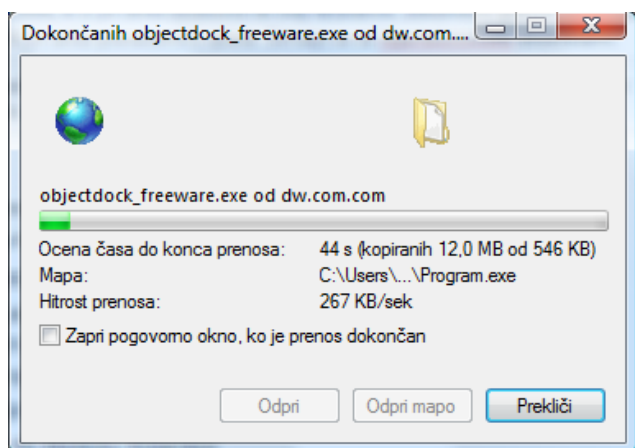 Dokončanih objectdock_freeware.exe od dw.com....
objectdock_freeware.exe od dw.com.com
Ocena časa do konca prenosa: 44 s (kopiranih 12,0 MB od 546 KB)
Mapa: C:\Users\...\Program.exe
Hitrost prenosa: 267 KB/sek
Zapri pogovorno okno, ko je prenos dokončan
Odpri Odpri mapo Prekliči